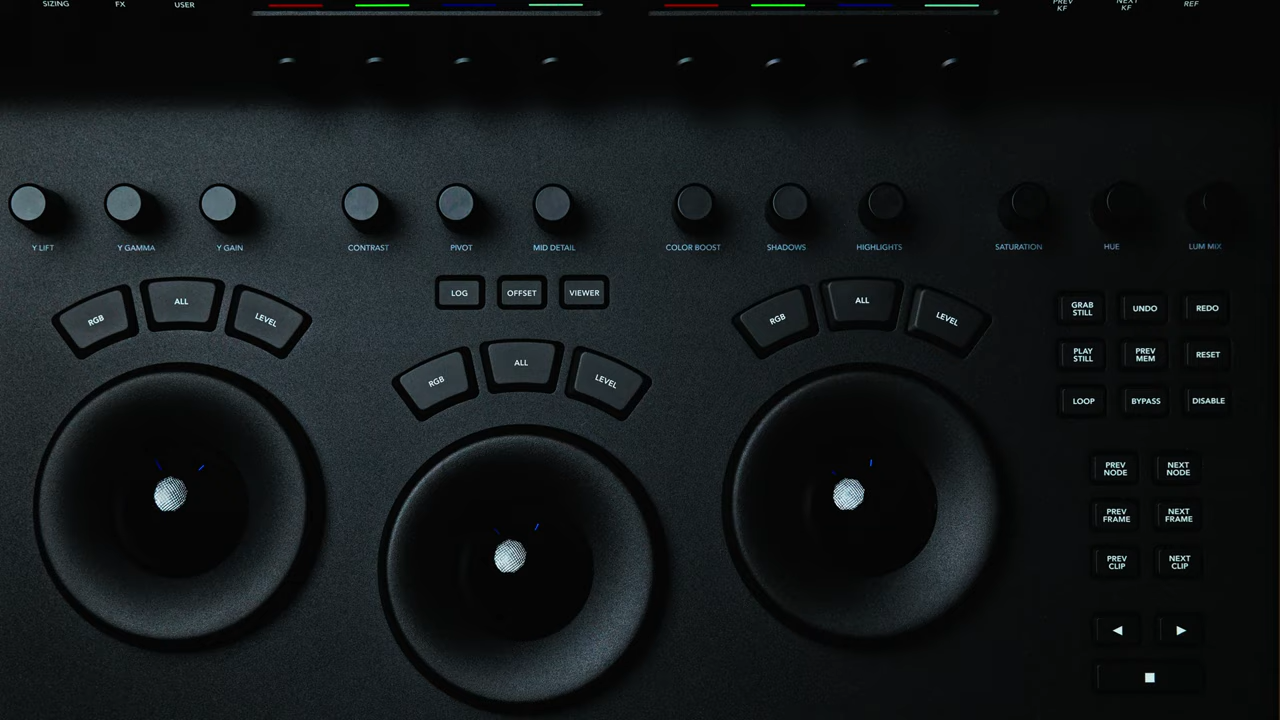 SIZING FX USER
PREV KF
NEXT KF
REF
Y LIFT Y GAMMA Y GAIN CONTRAST PIVOT MID DETAIL COLOR BOOST SHADOWS HIGHLIGHTS SATURATION HUE LUM MIX
LOG OFFSET VIEWER
RGB ALL LEVEL
RGB ALL LEVEL
RGB ALL LEVEL
GRAB STILL
UNDO
REDO
PLAY STILL
PREV MEM
RESET
LOOP BYPASS DISABLE
PREV NODE
NEXT NODE
PREV FRAME
NEXT FRAME
PREV CLIP
NEXT CLIP